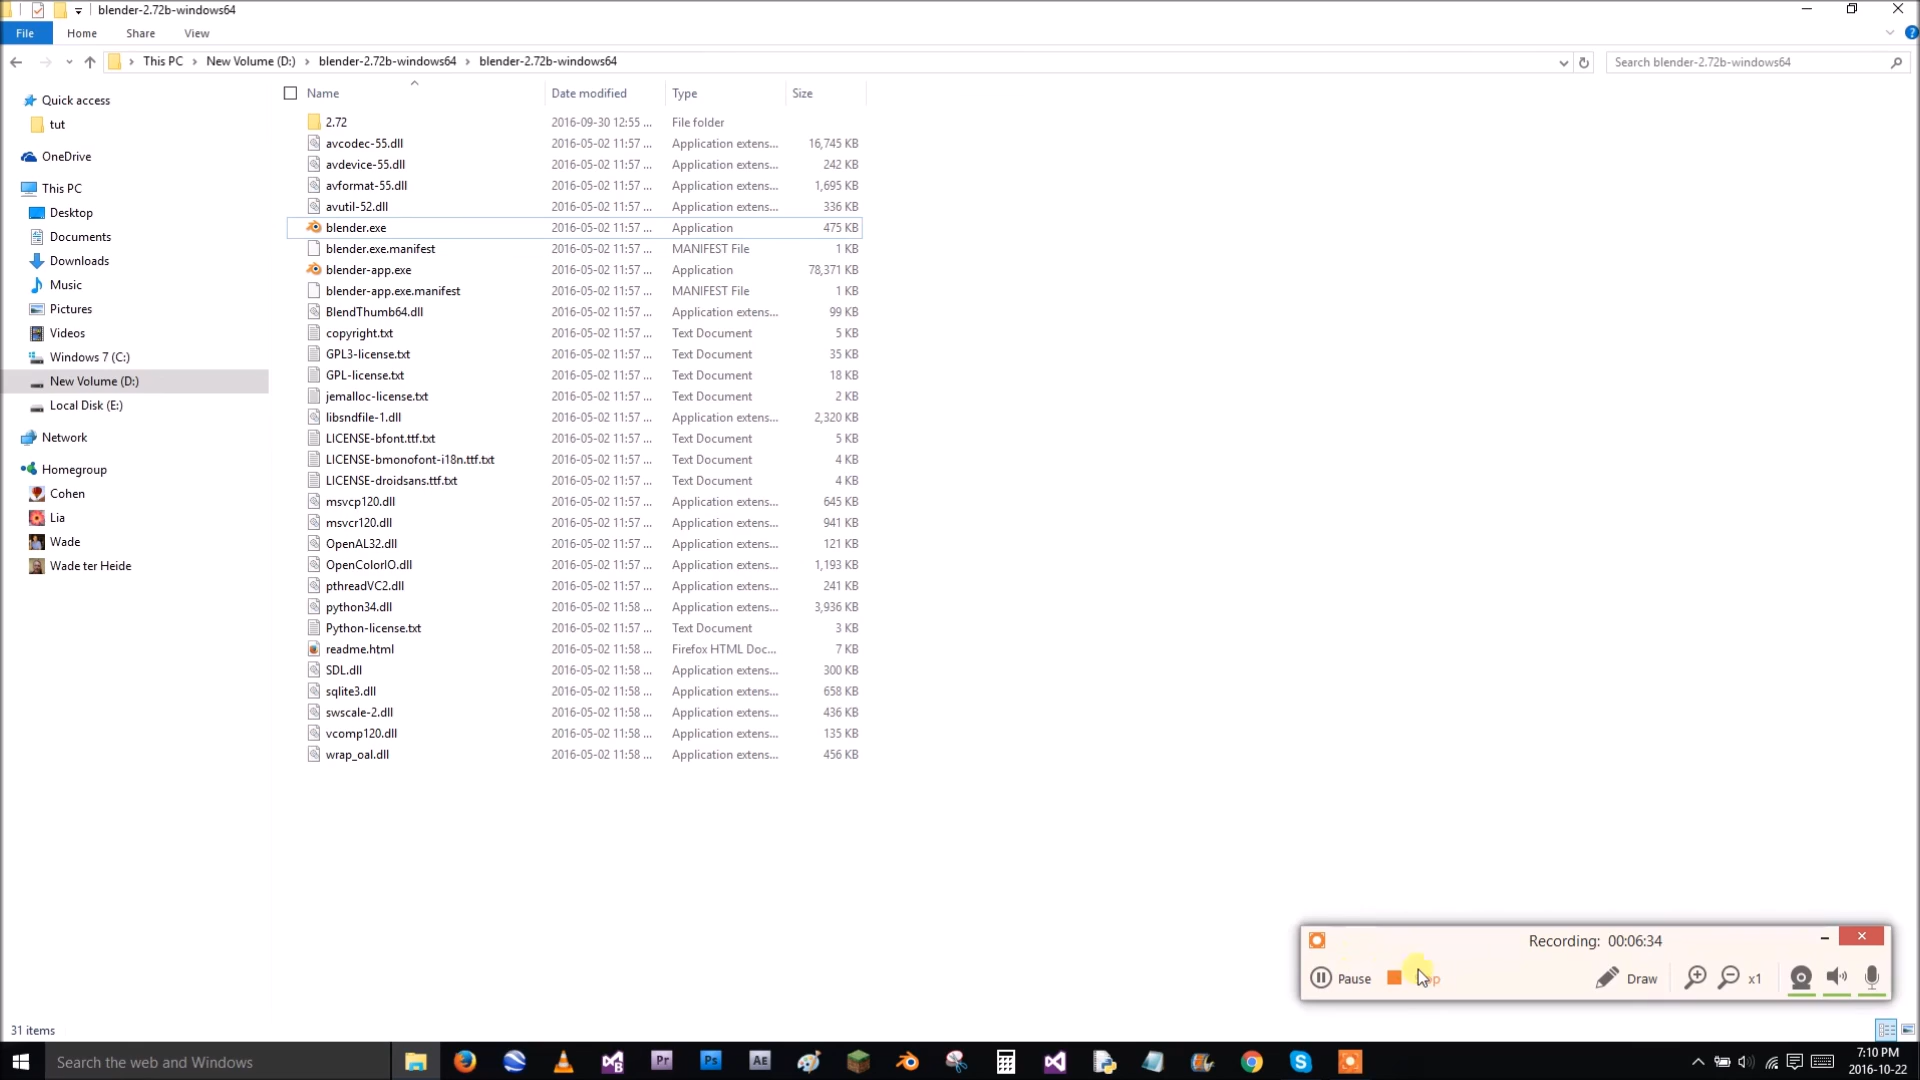 blender-2.72b-windows64
File Home Share View
This PC New Volume (D:) blender-2.72b-windows64 blender-2.72b-windows64 Search blender-2.72b-windows64
Quick access
tut
OneDrive
This PC
Desktop
Documents
Downloads
Music
Pictures
Videos
Windows 7 (C:)
New Volume (D:)
Local Disk (E:)
Network
Homegroup
Cohen
Lia
Wade
Wade ter Heide
Name Date modified Type Size
2.72 2016-09-30 12:55 ... File folder
avcodec-55.dll 2016-05-02 11:57 ... Application extens... 16,745 KB
avdevice-55.dll 2016-05-02 11:57 ... Application extens... 242 KB
avformat-55.dll 2016-05-02 11:57 ... Application extens... 1,695 KB
avutil-52.dll 2016-05-02 11:57 ... Application extens... 336 KB
blender.exe 2016-05-02 11:57 ... Application 475 KB
blender.exe.manifest 2016-05-02 11:57 ... MANIFEST File 1 KB
blender-app.exe 2016-05-02 11:57 ... Application 78,371 KB
blender-app.exe.manifest 2016-05-02 11:57 ... MANIFEST File 1 KB
BlendThumb64.dll 2016-05-02 11:57 ... Application extens... 99 KB
copyright.txt 2016-05-02 11:57 ... Text Document 5 KB
GPL3-license.txt 2016-05-02 11:57 ... Text Document 35 KB
GPL-license.txt 2016-05-02 11:57 ... Text Document 18 KB
jemalloc-license.txt 2016-05-02 11:57 ... Text Document 2 KB
libsndfile-1.dll 2016-05-02 11:57 ... Application extens... 2,320 KB
LICENSE-bfont.ttf.txt 2016-05-02 11:57 ... Text Document 5 KB
LICENSE-bmonofont-i18n.ttf.txt 2016-05-02 11:57 ... Text Document 4 KB
LICENSE-droidsans.ttf.txt 2016-05-02 11:57 ... Text Document 4 KB
msvcp120.dll 2016-05-02 11:57 ... Application extens... 645 KB
msvcr120.dll 2016-05-02 11:57 ... Application extens... 941 KB
OpenAL32.dll 2016-05-02 11:57 ... Application extens... 121 KB
OpenColorIO.dll 2016-05-02 11:57 ... Application extens... 1,193 KB
pthreadVC2.dll 2016-05-02 11:57 ... Application extens... 241 KB
python34.dll 2016-05-02 11:58 ... Application extens... 3,936 KB
Python-license.txt 2016-05-02 11:57 ... Text Document 3 KB
readme.html 2016-05-02 11:58 ... Firefox HTML Doc... 7 KB
SDL.dll 2016-05-02 11:58 ... Application extens... 300 KB
sqlite3.dll 2016-05-02 11:58 ... Application extens... 658 KB
swscale-2.dll 2016-05-02 11:58 ... Application extens... 436 KB
vcomp120.dll 2016-05-02 11:58 ... Application extens... 135 KB
wrap_oal.dll 2016-05-02 11:58 ... Application extens... 456 KB
Recording: 00:06:34
Pause Draw x1
31 items
Search the web and Windows
Pr Ps AE
7:10 PM
2016-10-22